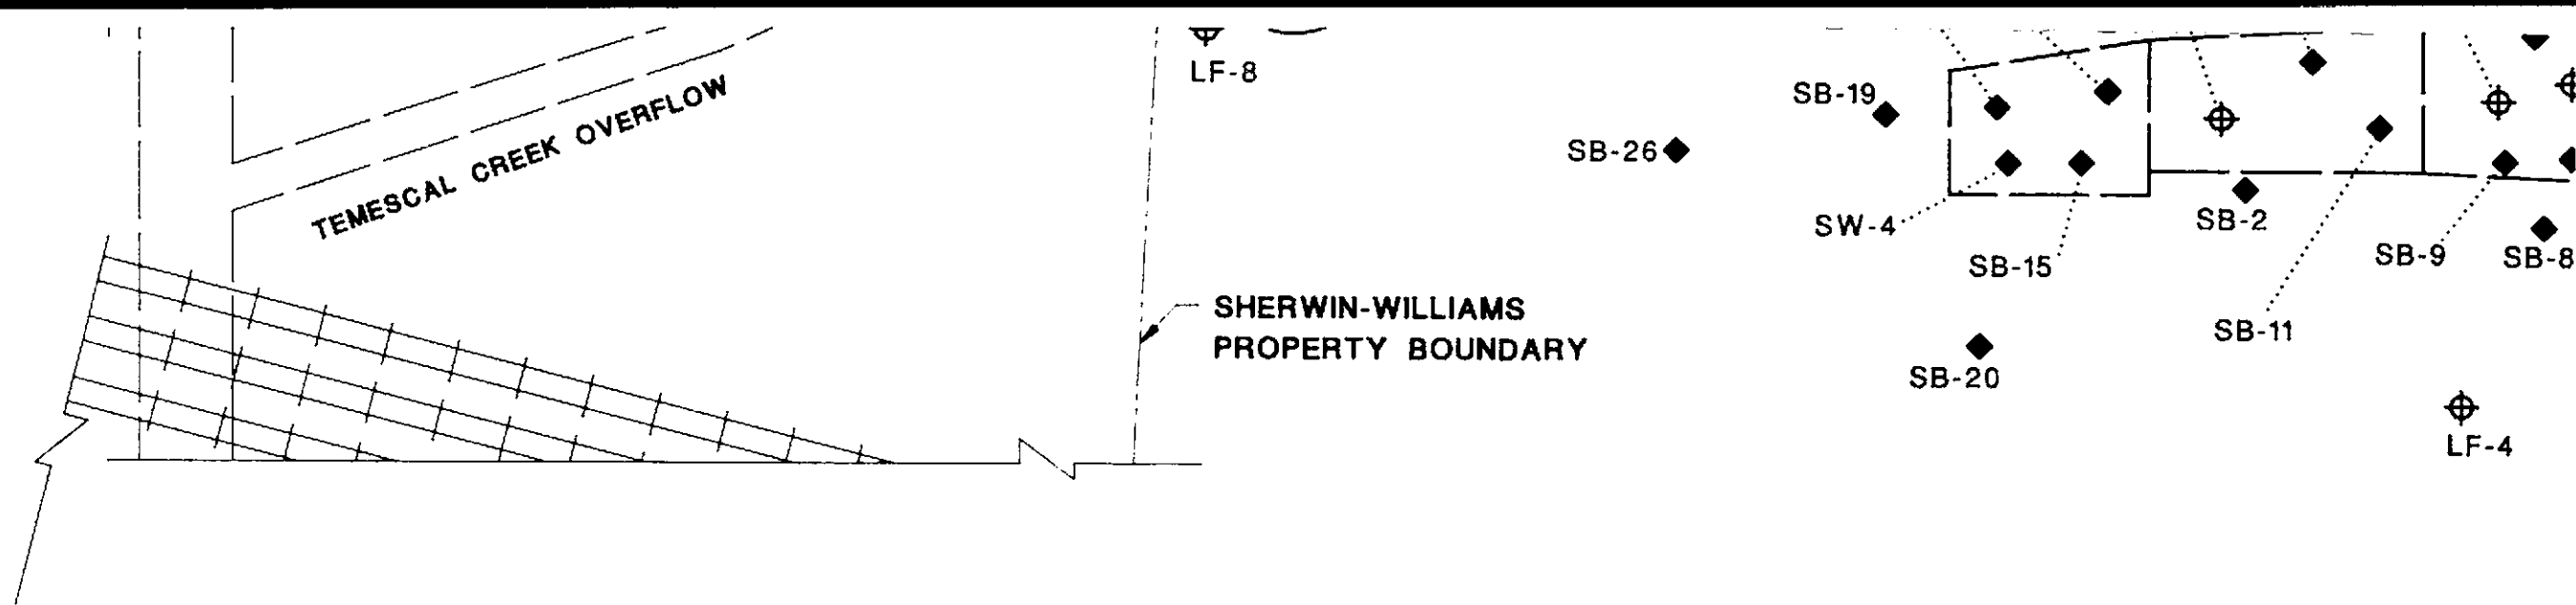 LF-8
TEMESCAL CREEK OVERFLOW
SB-19
SB-26
SW-4
SB-2
SB-15
SB-9
SB-8
SHERWIN-WILLIAMS
PROPERTY BOUNDARY
SB-11
SB-20
LF-4